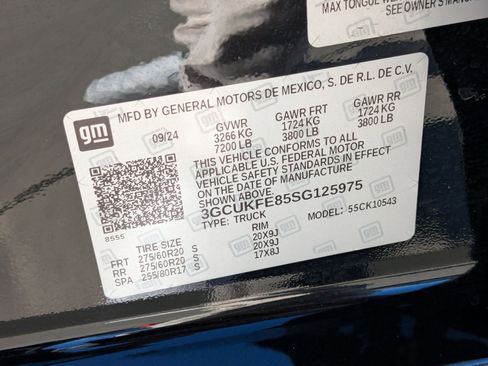 MAX TONGUE
SEE OWNER'S MANU
MFD BY GENERAL MOTORS DE MEXICO, S. DE R.L. DE C.V.
gm
09/24 GVWR GAWR FRT GAWR RR
3266 KG 1724 KG 1724 KG
7200 LB 3800 LB 3800 LB
THIS VEHICLE CONFORMS TO ALL
APPLICABLE U.S. FEDERAL MOTOR
VEHICLE SAFETY STANDARDS IN EFFECT
ON THE DATE OF MANUFACTURE
SHOWN ABOVE.
3GCUKFE85SG125975
TYPE: TRUCK MODEL: 55CK10543
8555
TIRE SIZE RIM
FRT 275/60R20 S 20X9J
RR 275/60R20 S 20X9J
SPA 255/80R17 S 17X8J